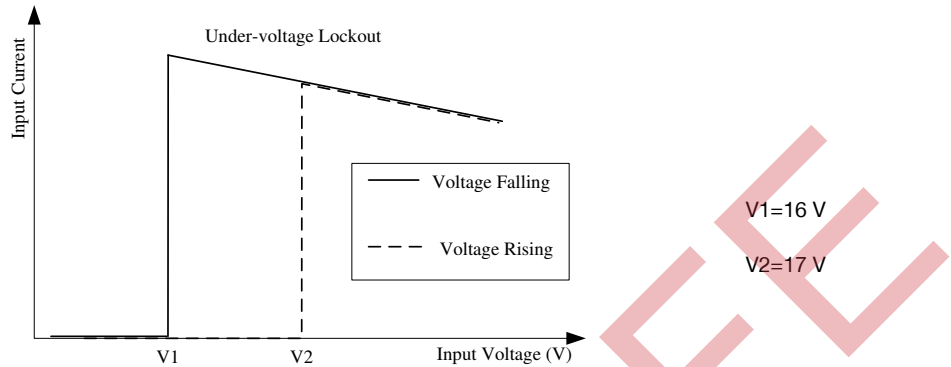 Under-voltage Lockout
Input Current
Voltage Falling
Voltage Rising
V1=16 V
V2=17 V
V1
V2
Input Voltage (V)